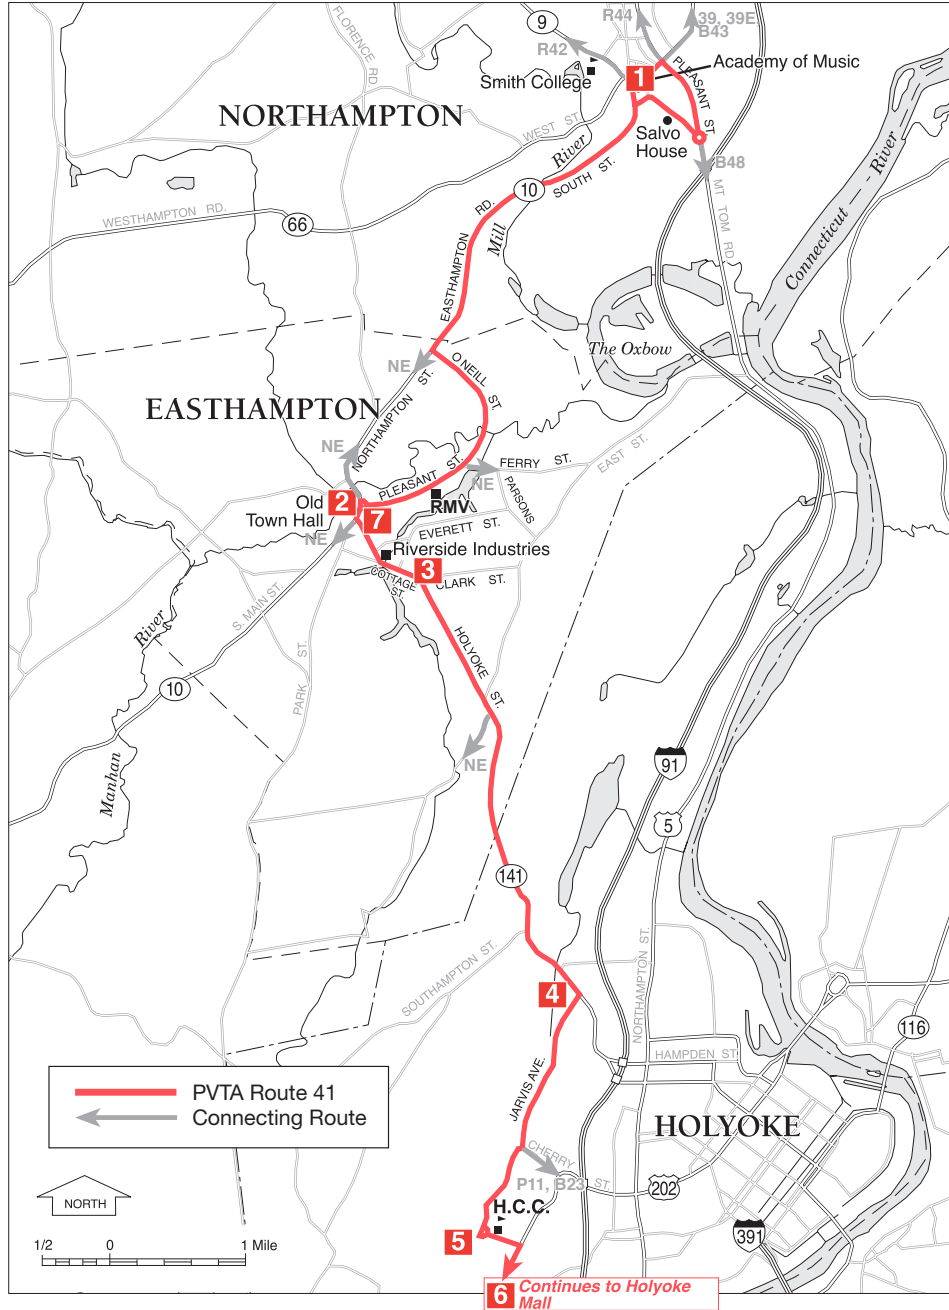 R44
39, 39E
B43
9
R42
FLORENCE RD.
Smith College
1
Academy of Music
PLEASANT ST.
NORTHAMPTON
WEST ST.
Salvo
House
River
B48
10
SOUTH ST.
MT TOM RD.
River
WESTHAMPTON RD.
66
RD.
Mill
Connecticut
EASTHAMPTON
The Oxbow
NE
O'NEILL ST.
EASTHAMPTON
NORTHAMPTON ST.
NE
PLEASANT ST.
FERRY ST.
EAST ST.
NE
PARSONS
Old
Town Hall
2
7
RMV
EVERETT ST.
NE
Riverside Industries
3
COTTAGE
ST.
CLARK ST.
S. MAIN ST.
River
HOLYOKE ST.
PARK ST.
10
NE
91
Manhan
5
141
SOUTHAMPTON ST.
NORTHAMPTON ST.
4
116
HAMPDEN ST.
JARVIS AVE.
PVTA Route 41
Connecting Route
HOLYOKE
CHERRY ST.
P11, B23
202
NORTH
H.C.C.
391
5
1/2 0 1 Mile
6
Continues to Holyoke
Mall